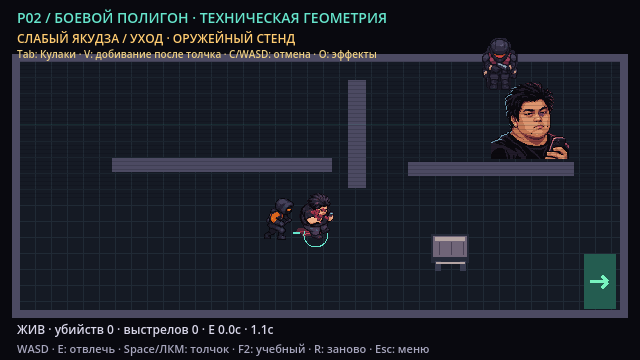 P02 / БОЕВОЙ ПОЛИГОН · ТЕХНИЧЕСКАЯ ГЕОМЕТРИЯ
СЛАБЫЙ ЯКУДЗА / УХОД · ОРУЖЕЙНЫЙ СТЕНД
Tab: Кулаки · V: добивание после толчка · C/WASD: отмена · O: эффекты
ЖИВ · убийств 0 · выстрелов 0 · E 0.0с · 1.1с
WASD · E: отвлечь · Space/ЛКМ: толчок · F2: учебный · R: заново · Esc: меню